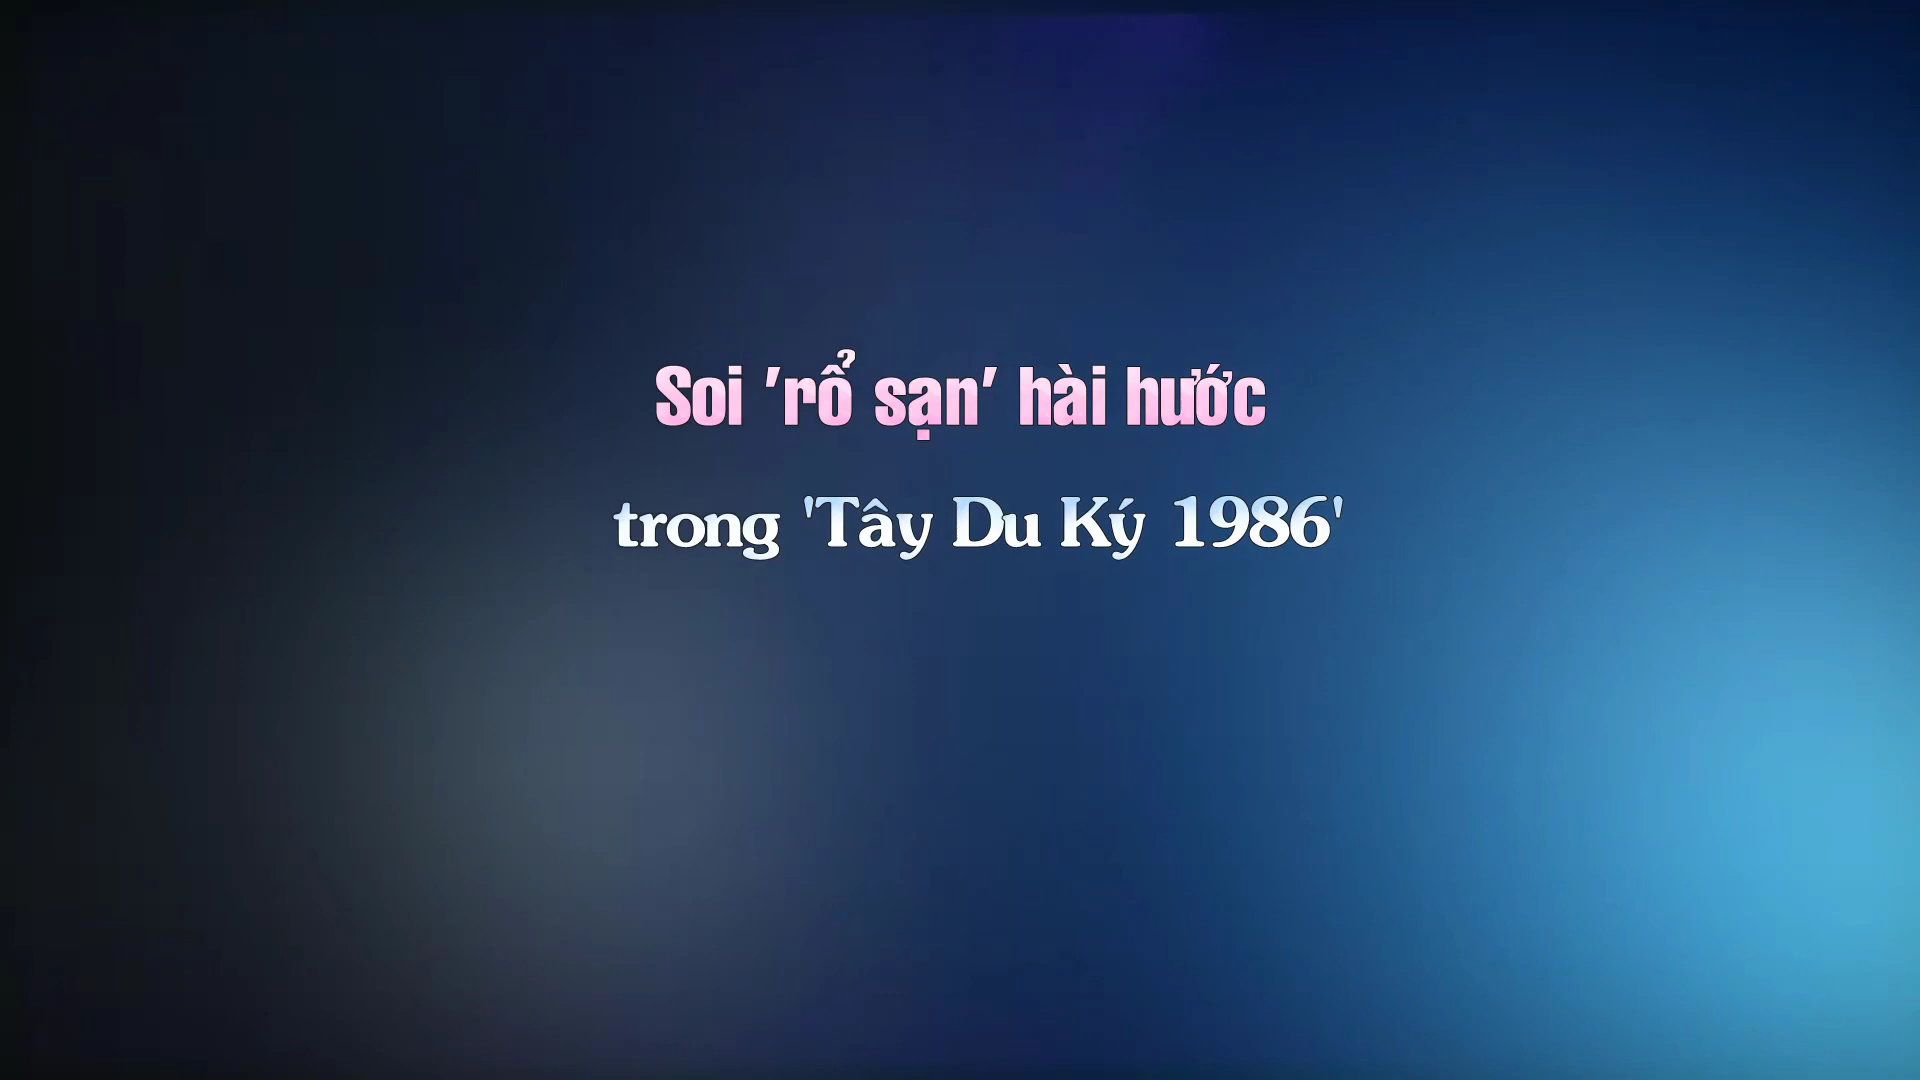 Soi 'rổ sạn' hài hước
trong 'Tây Du Ký 1986'